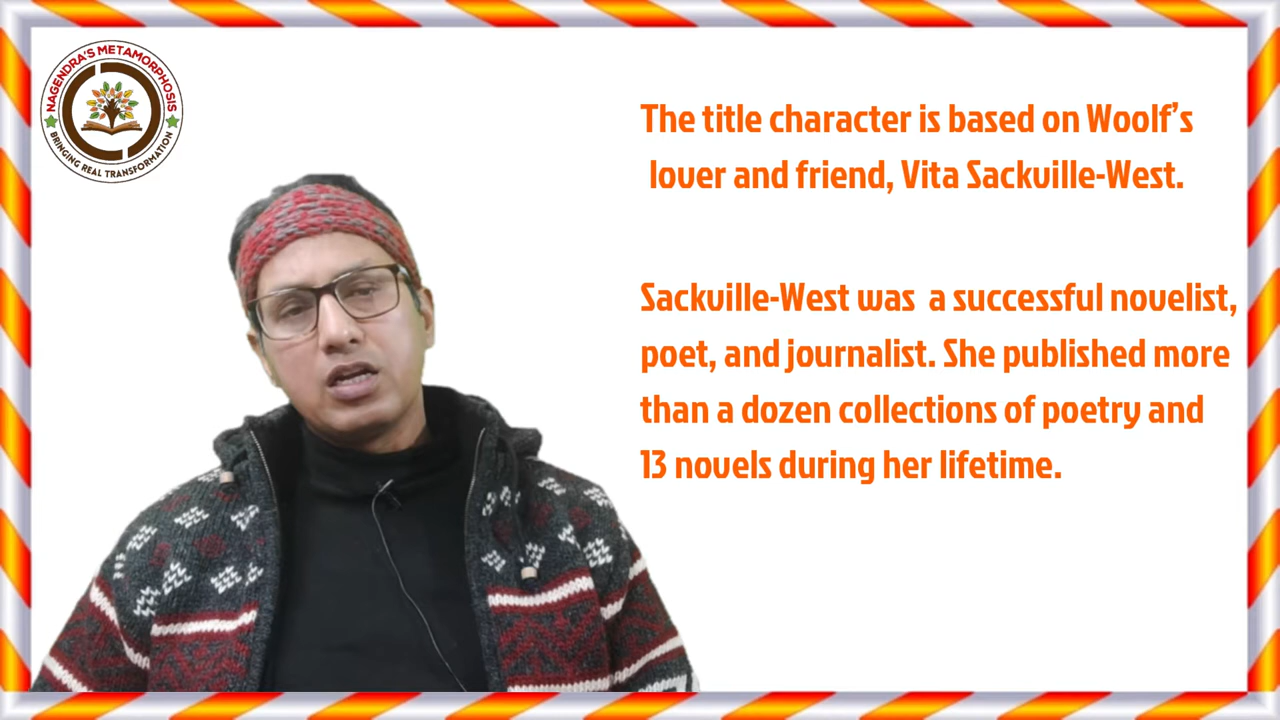 NAGENDRA'S METAMORPHOSIS
BRINGING REAL TRANSFORMATION
The title character is based on Woolf's
lover and friend, Vita Sackville-West.
Sackville-West was a successful novelist,
poet, and journalist. She published more
than a dozen collections of poetry and
13 novels during her lifetime.